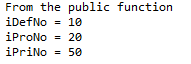 From the public function
iDefNo = 10
iProNo = 20
iPriNo = 50